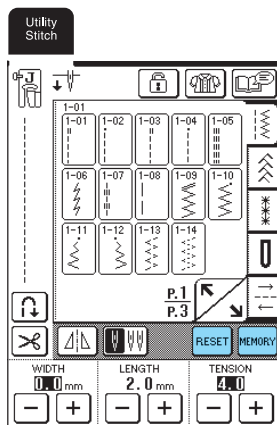 Utility
Stitch
J
1-01
1-01 1-02 1-03 1-04 1-05
1-06 1-07 1-08 1-09 1-10
1-11 1-12 1-13 1-14
P.1
P.3
RESET MEMORY
WIDTH LENGTH TENSION
0.0 mm 2.0 mm 4.0
− + − + − +